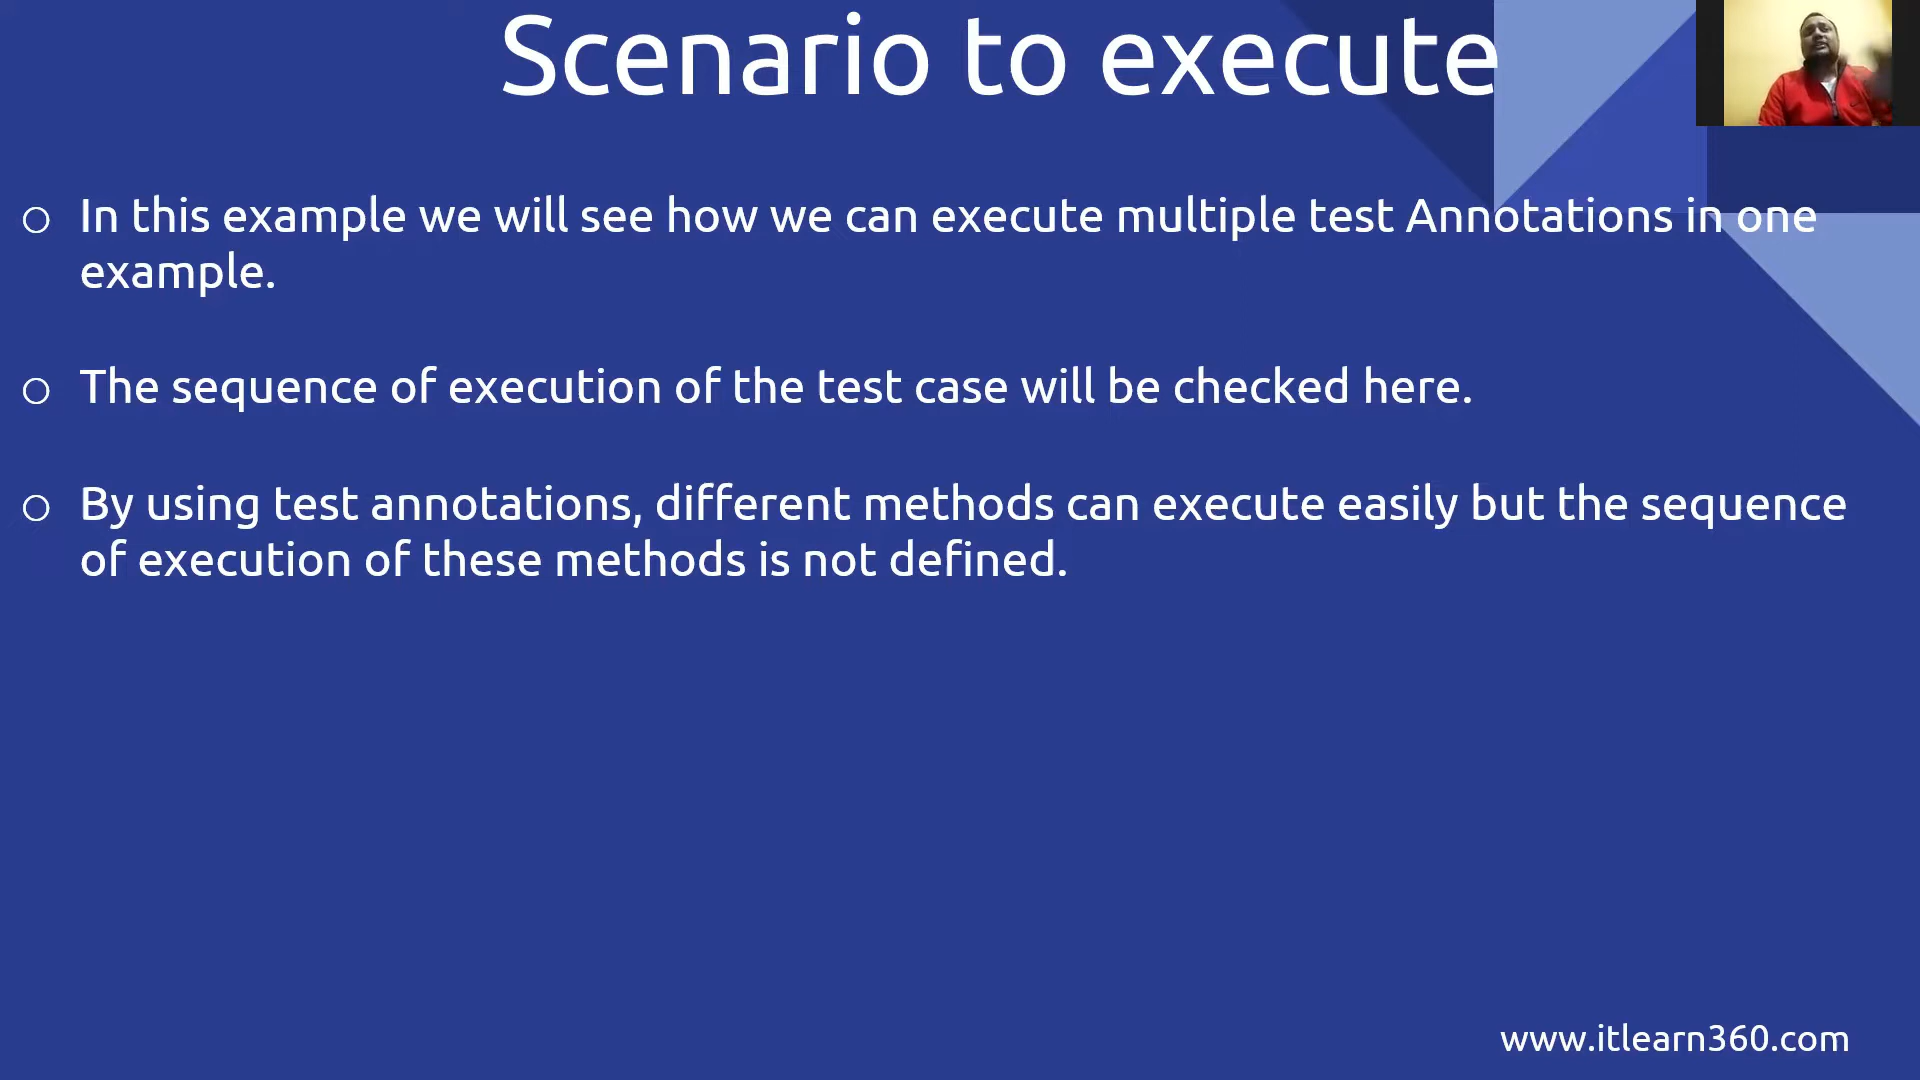 Scenario to execute
In this example we will see how we can execute multiple test Annotations in one
example.
The sequence of execution of the test case will be checked here.
By using test annotations, different methods can execute easily but the sequence
of execution of these methods is not defined.
www.itlearn360.com